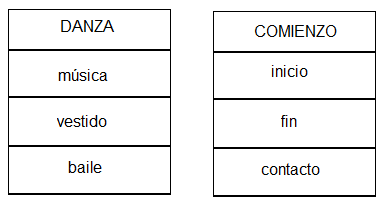 DANZA
música
vestido
baile
COMIENZO
inicio
fin
contacto